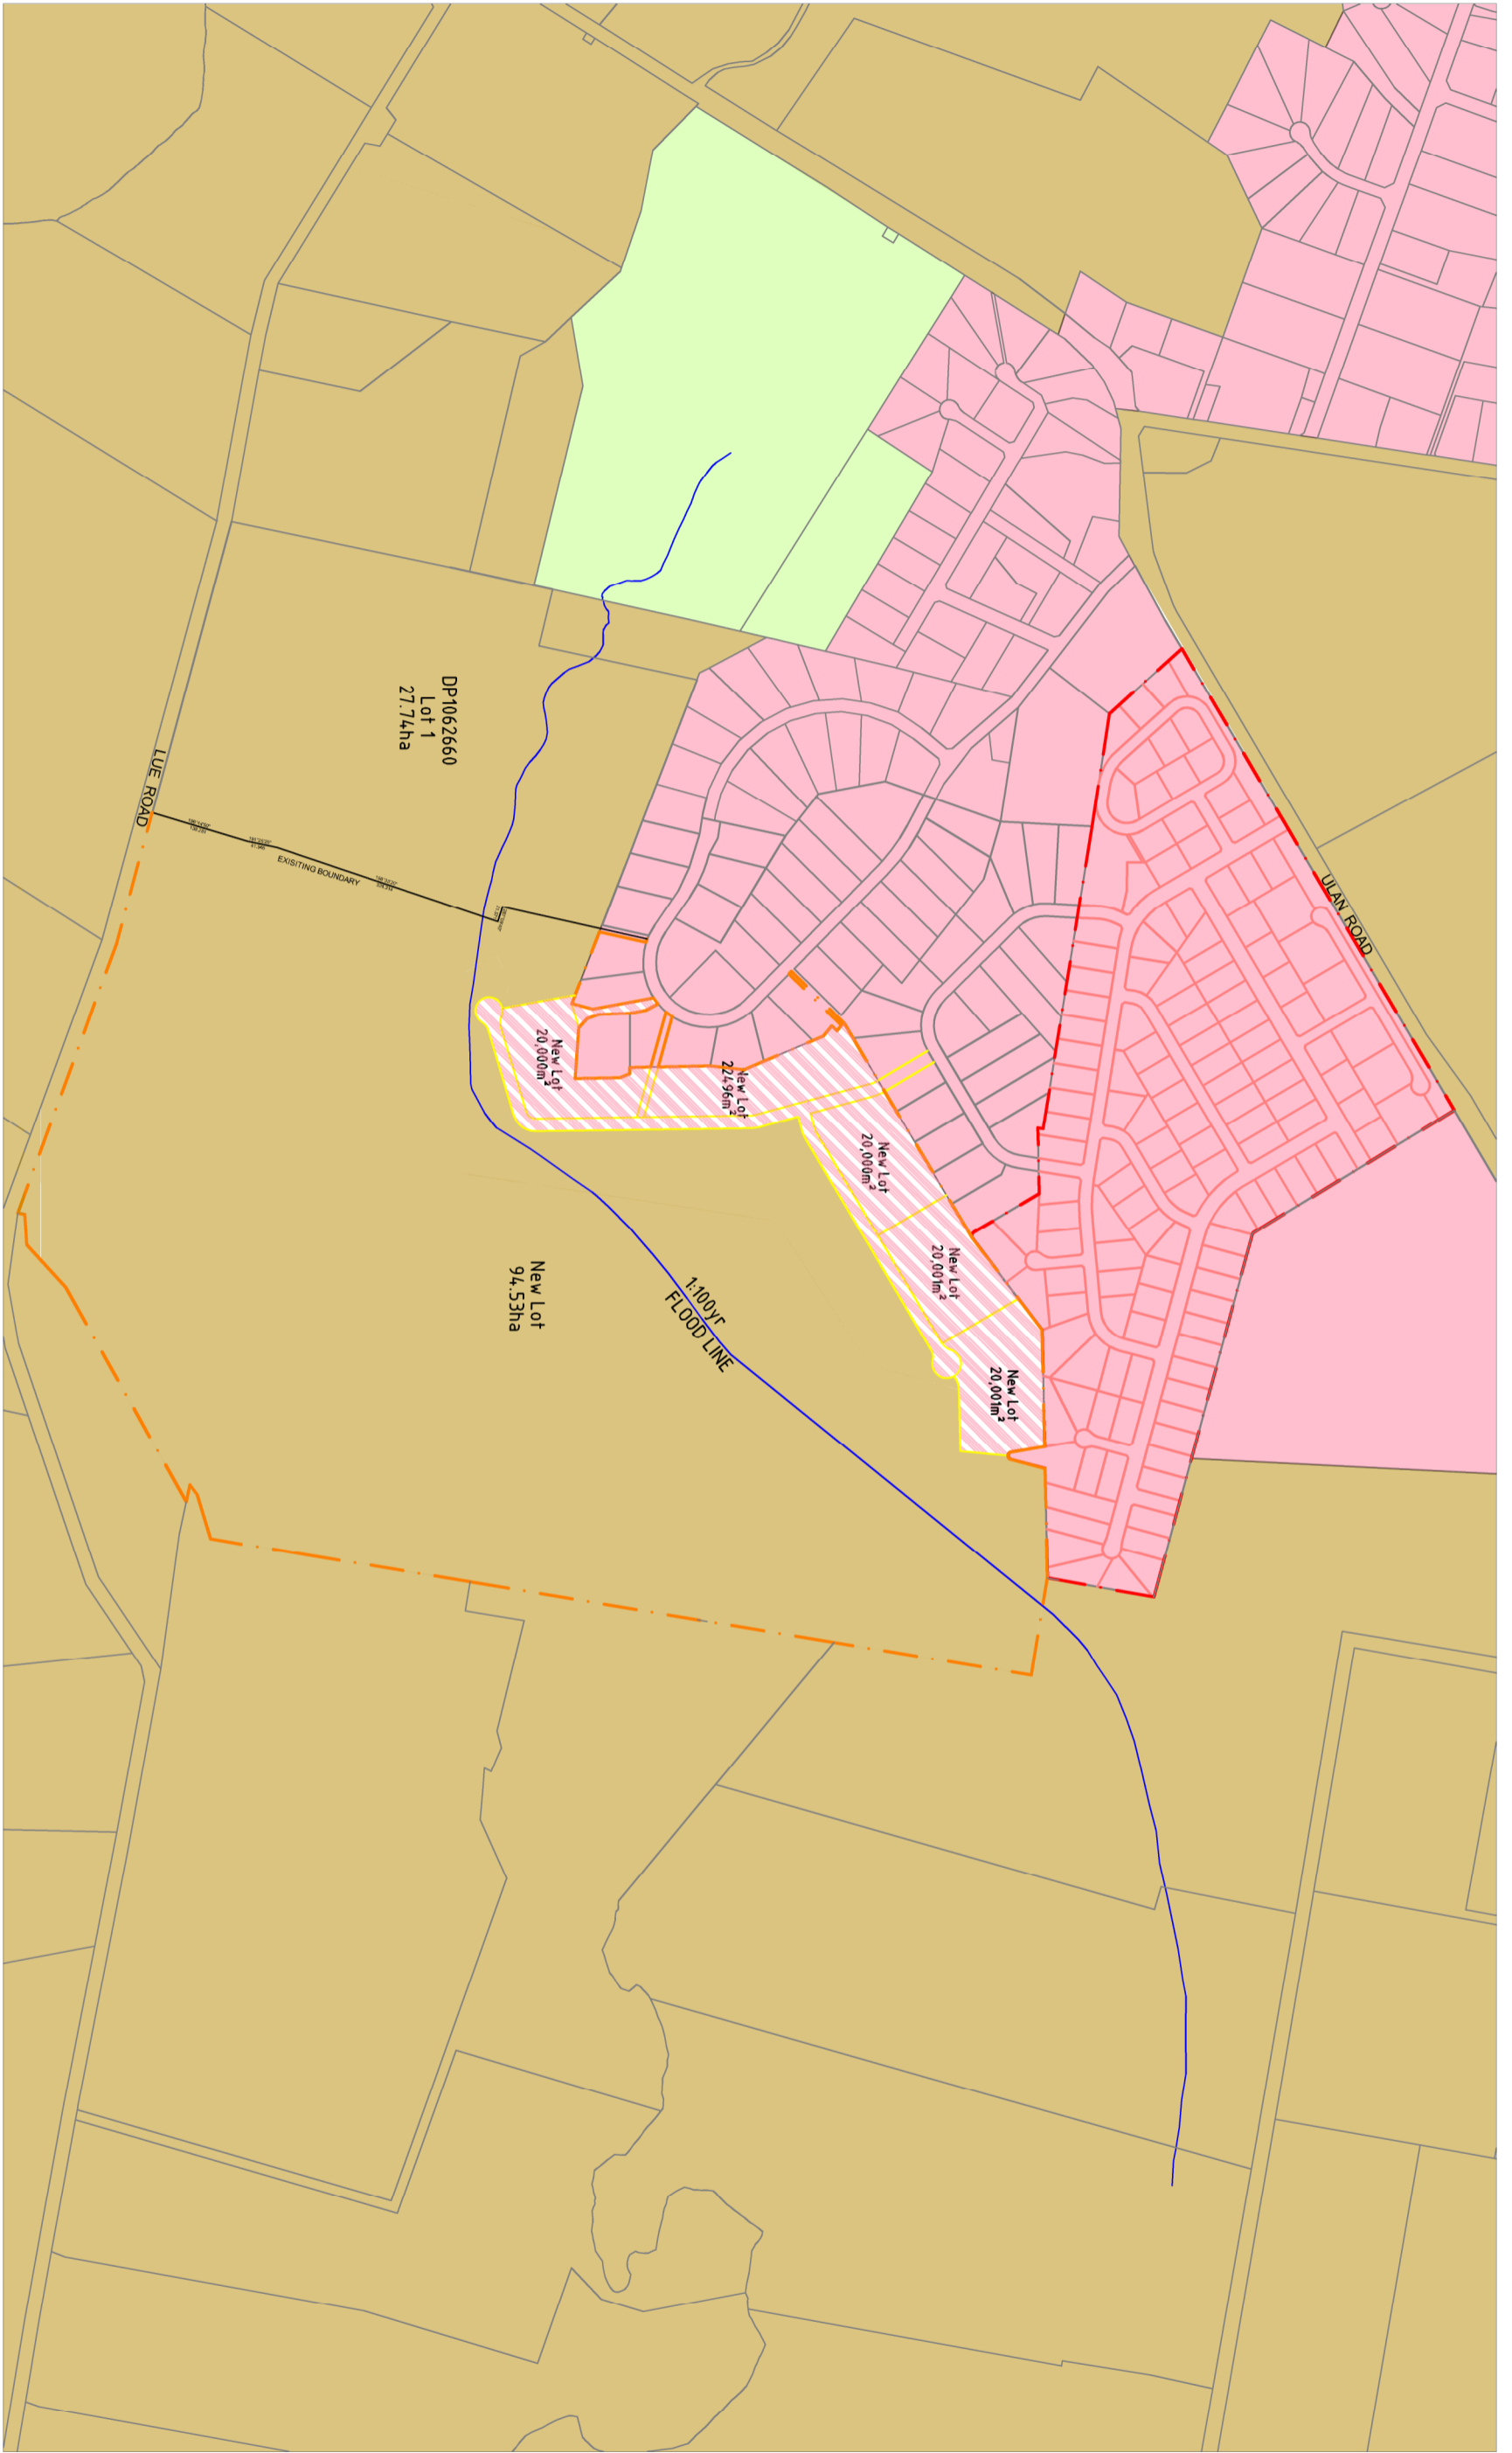 DP1062660
Lot 1
27.74ha
LUE ROAD
EXISITING BOUNDARY
ULAN ROAD
New Lot
20,000m²
New Lot
22496m²
New Lot
20,000m²
New Lot
20,001m²
New Lot
20,001m²
New Lot
94.53ha
1:100yr
FLOOD LINE